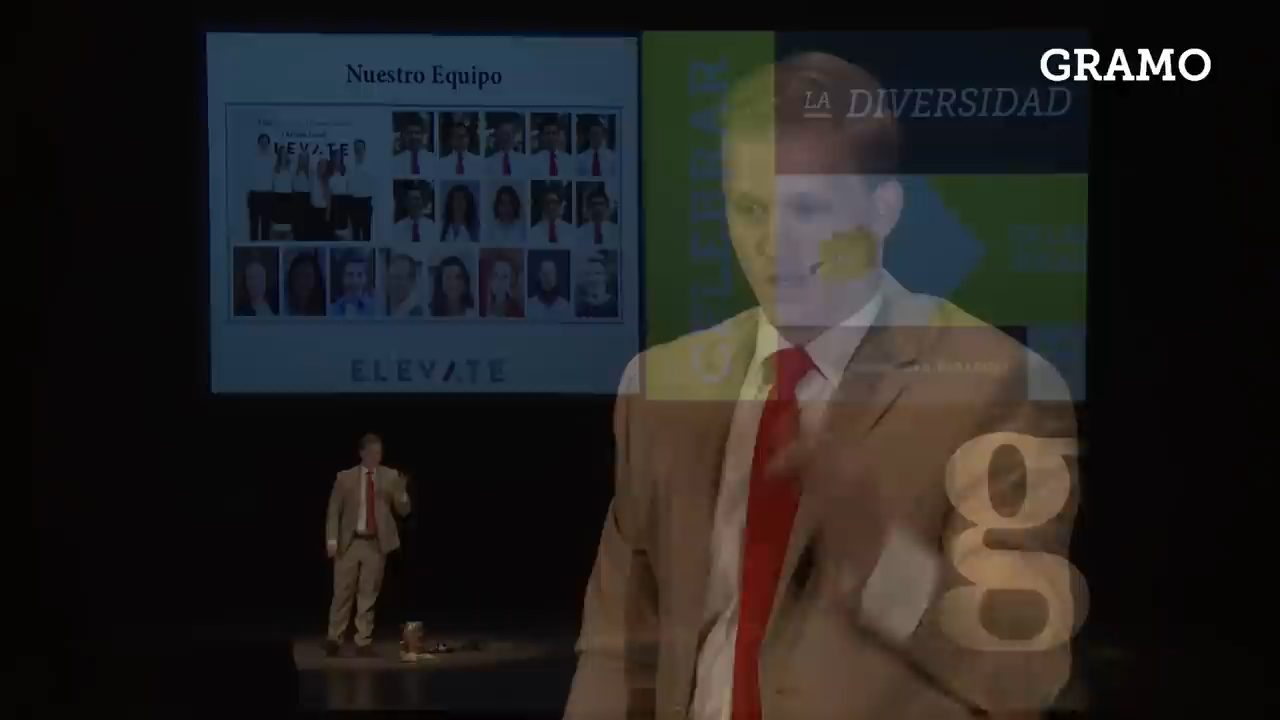 Nuestro Equipo
ELEVATE
ELEVATE
CELEBRAR
LA DIVERSIDAD
GRAMO
g